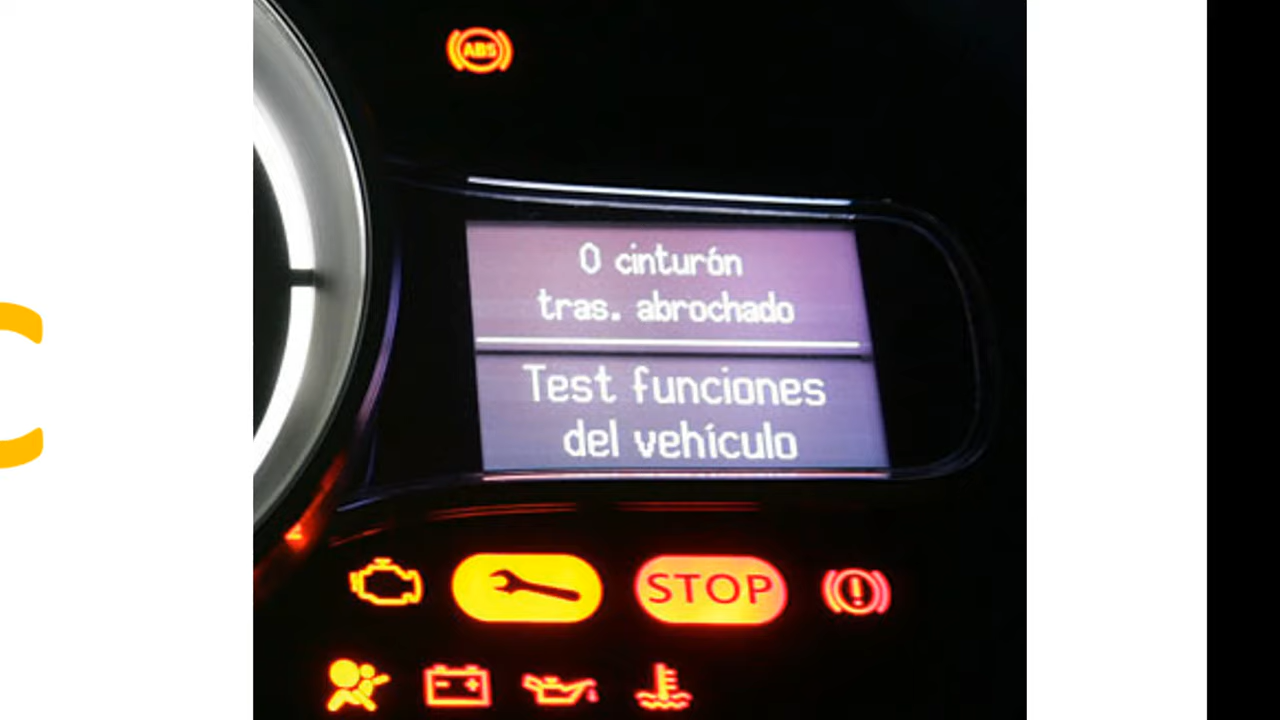 ABS
0 cinturón
tras. abrochado
Test funciones
del vehículo
STOP